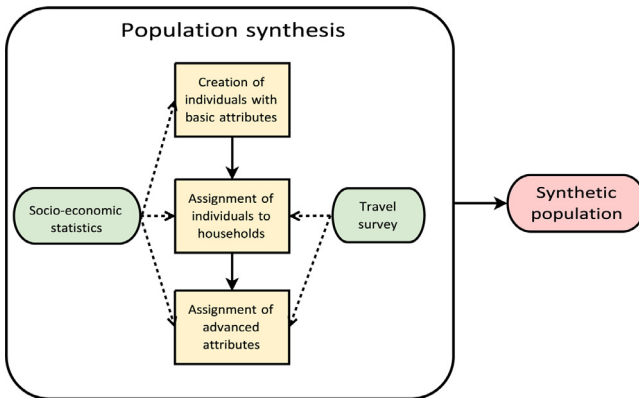 Population synthesis
Creation of
individuals with
basic attributes
Socio-economic
statistics
Assignment of
individuals to
households
Travel
survey
Assignment of
advanced
attributes
Synthetic
population